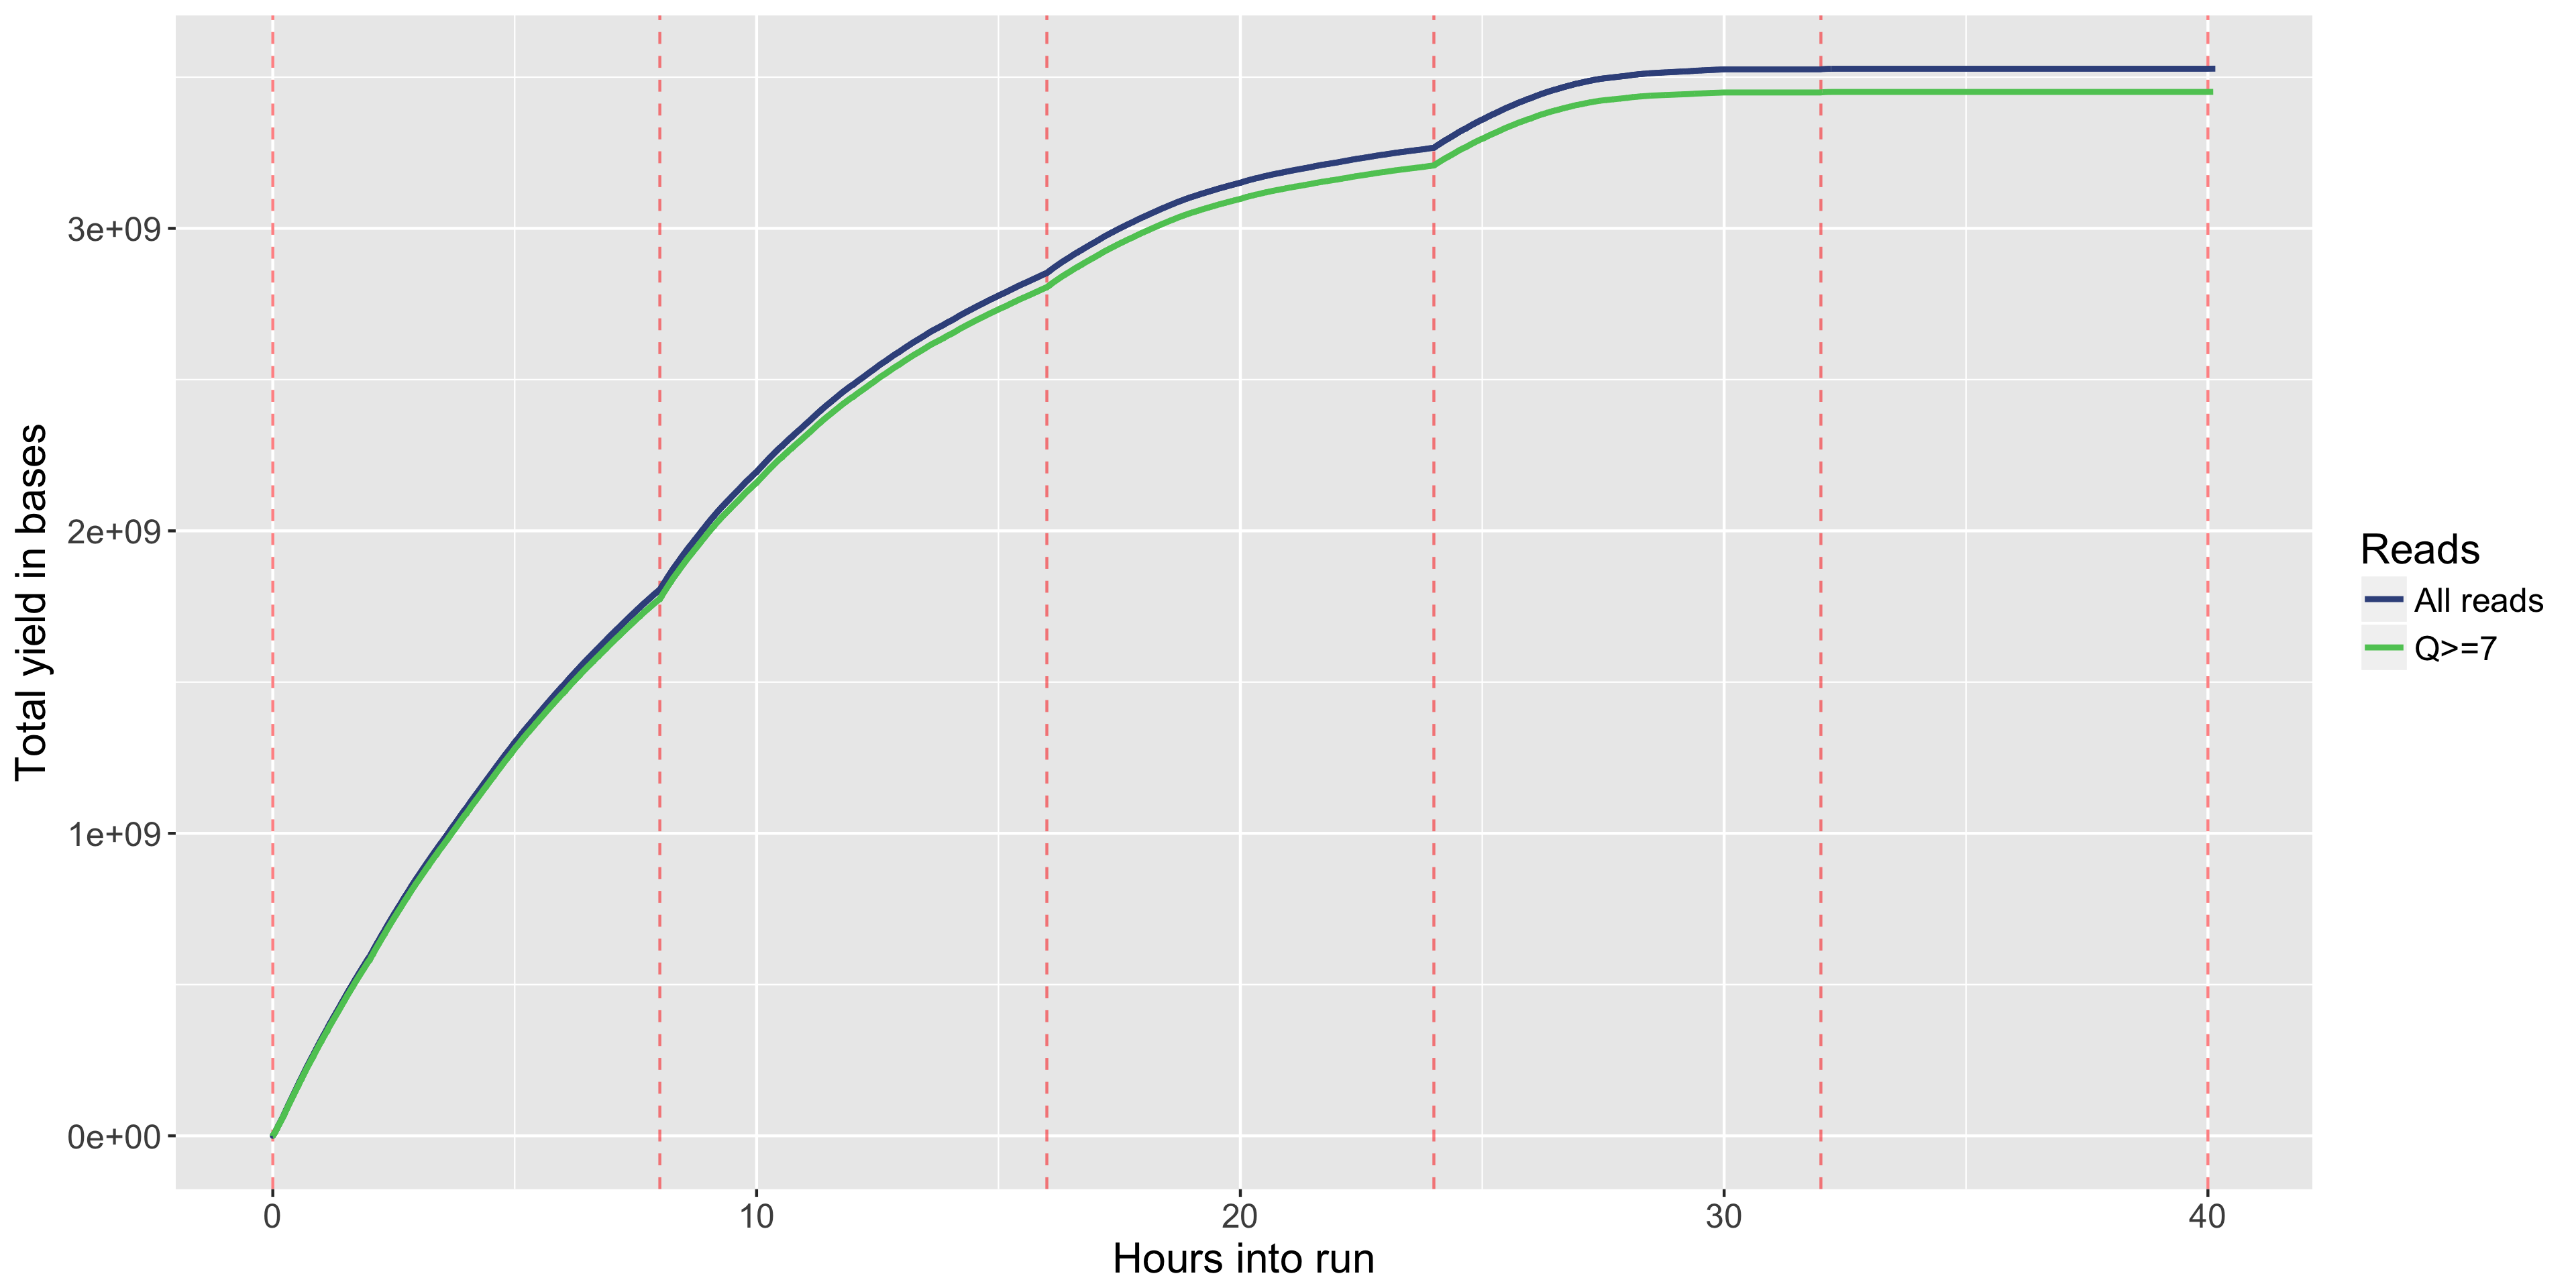 Total yield in bases
3e+09
2e+09
1e+09
0e+00
0 10 20 30 40
Hours into run
Reads
All reads
Q>=7